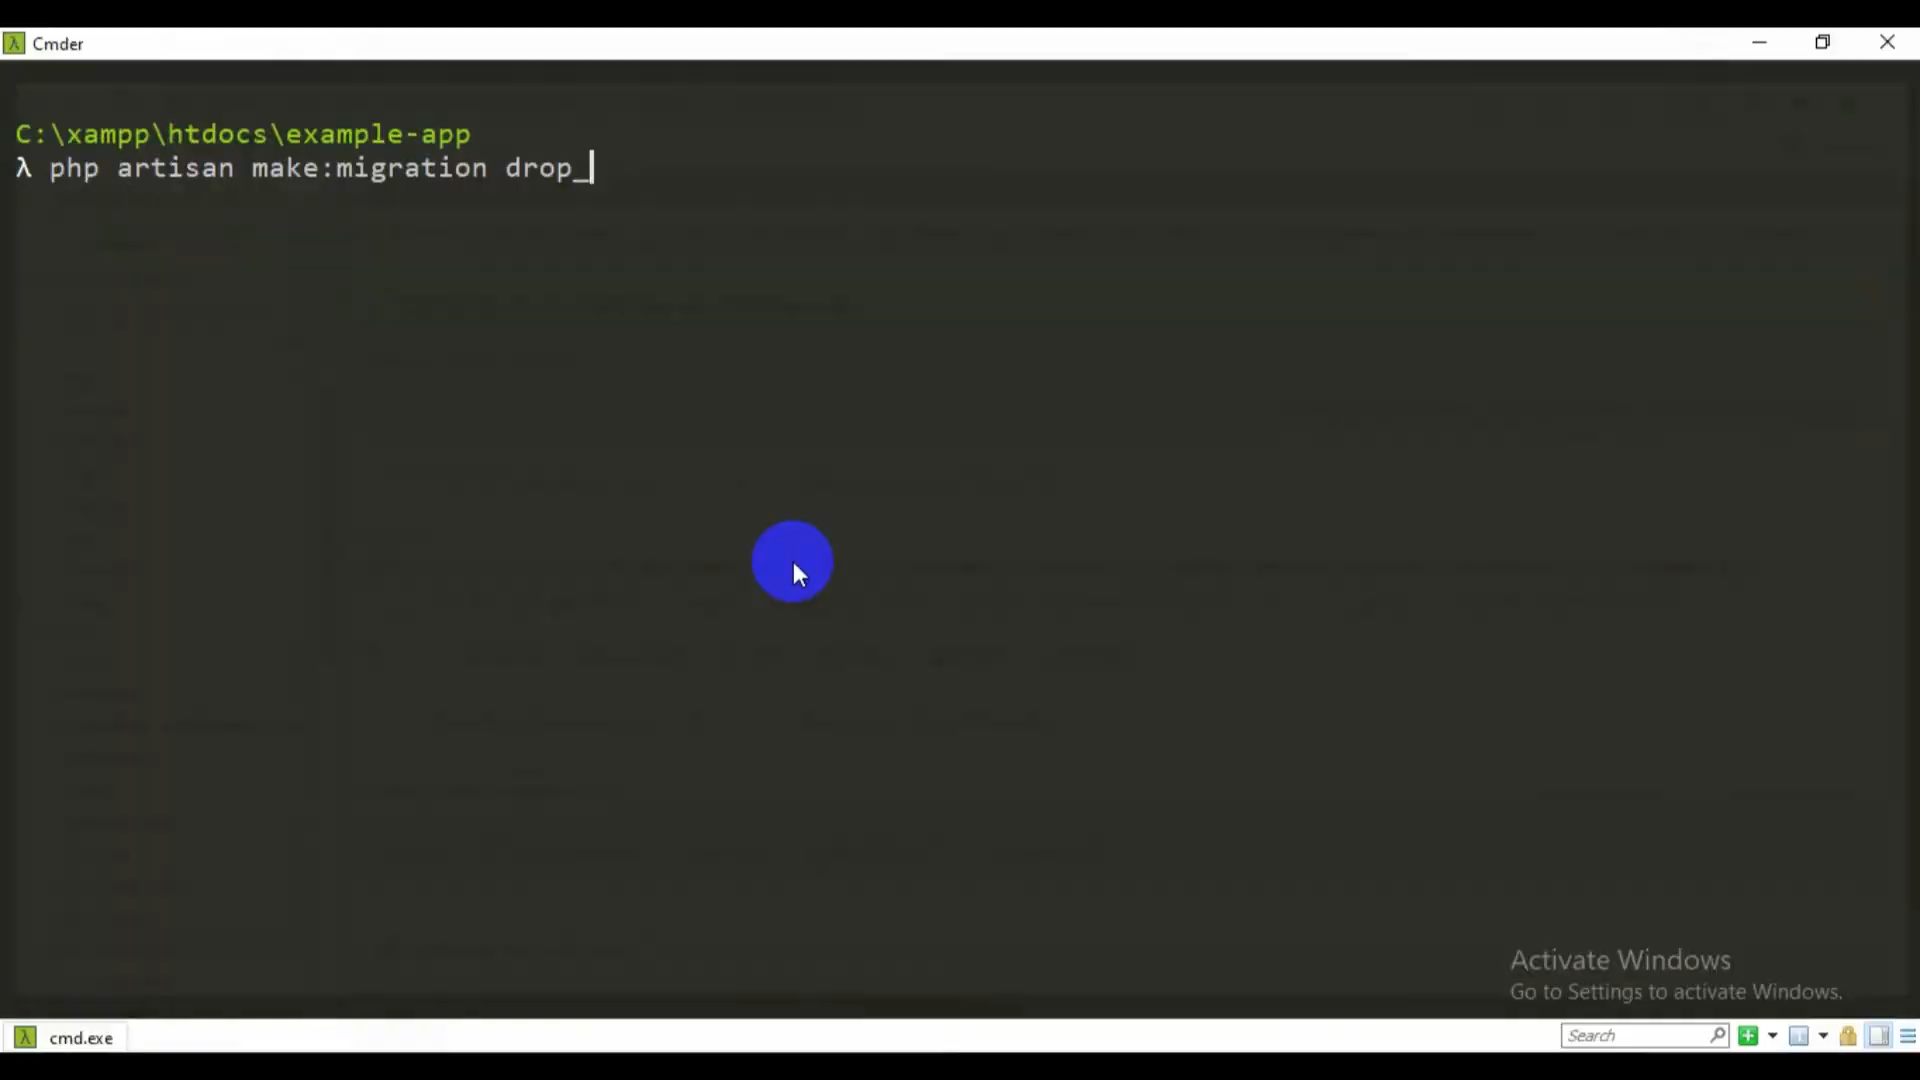 Cmder
C:\xampp\htdocs\example-app
λ php artisan make:migration drop_
Activate Windows
Go to Settings to activate Windows.
λ cmd.exe
Search